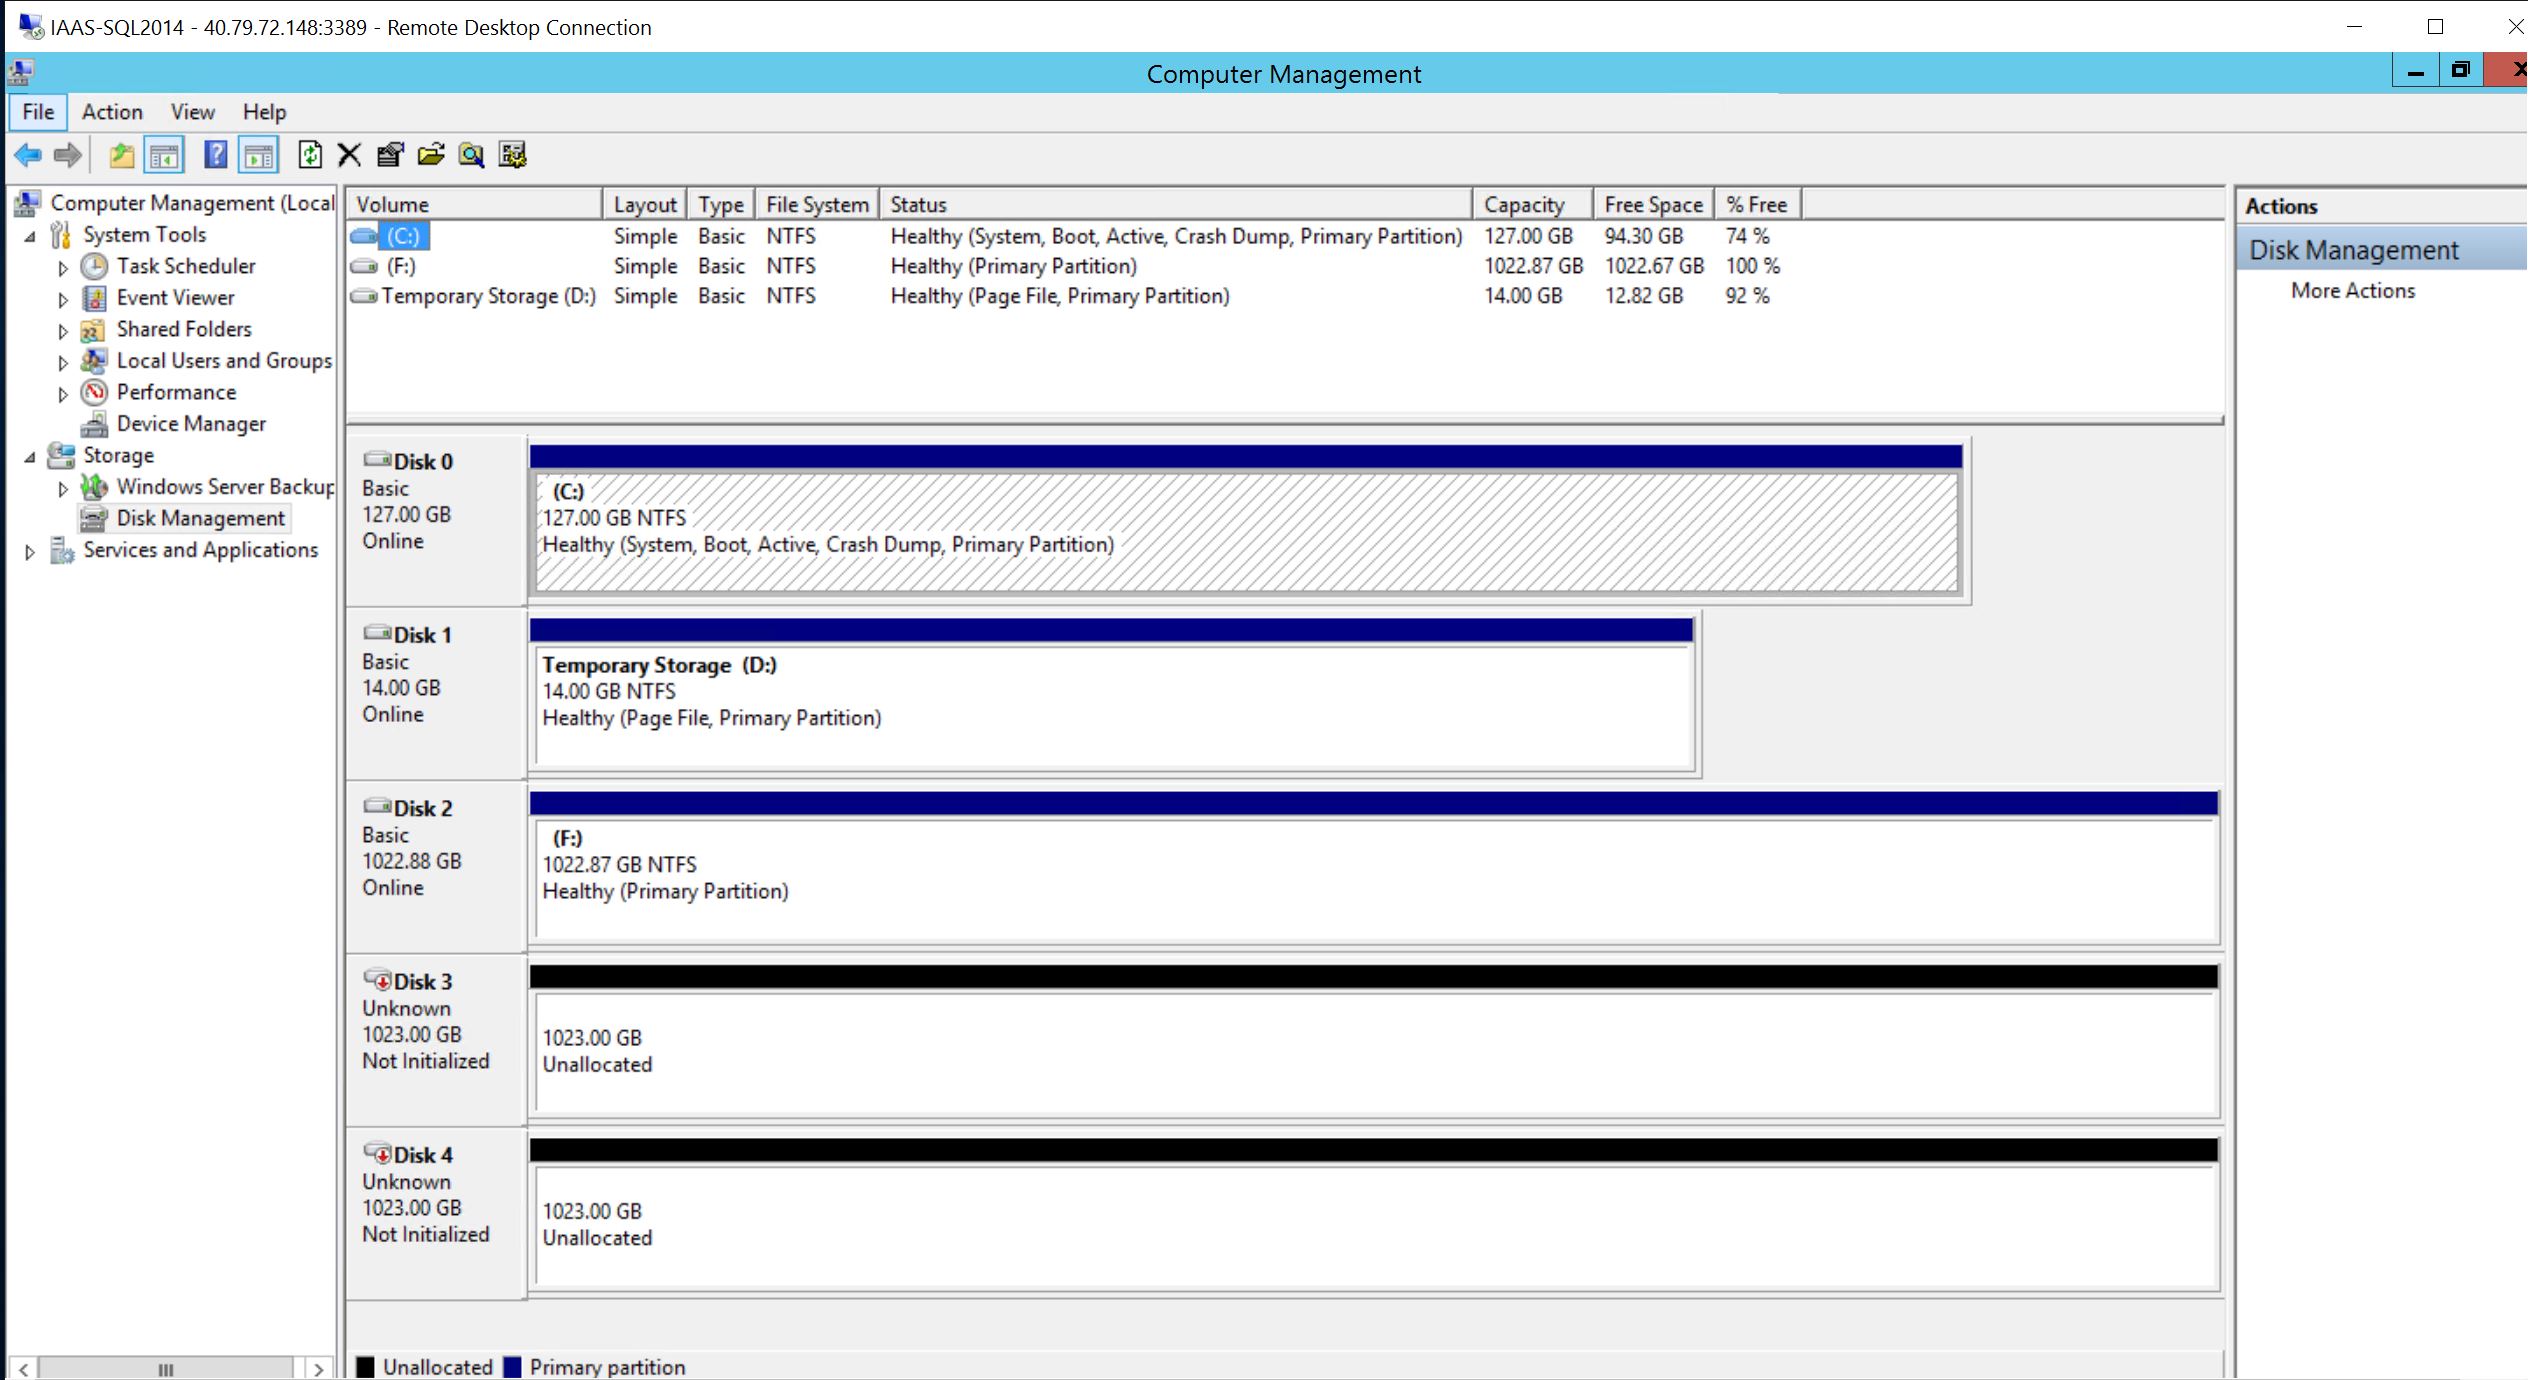 IAAS-SQL2014 - 40.79.72.148:3389 - Remote Desktop Connection
Computer Management
File Action View Help
Computer Management (Local
System Tools
Task Scheduler
Event Viewer
Shared Folders
Local Users and Groups
Performance
Device Manager
Storage
Windows Server Backup
Disk Management
Services and Applications
Volume Layout Type File System Status Capacity Free Space % Free
(C:) Simple Basic NTFS Healthy (System, Boot, Active, Crash Dump, Primary Partition) 127.00 GB 94.30 GB 74 %
(F:) Simple Basic NTFS Healthy (Primary Partition) 1022.87 GB 1022.67 GB 100 %
Temporary Storage (D:) Simple Basic NTFS Healthy (Page File, Primary Partition) 14.00 GB 12.82 GB 92 %
Disk 0
Basic
127.00 GB
Online
(C:)
127.00 GB NTFS
Healthy (System, Boot, Active, Crash Dump, Primary Partition)
Disk 1
Basic
14.00 GB
Online
Temporary Storage (D:)
14.00 GB NTFS
Healthy (Page File, Primary Partition)
Disk 2
Basic
1022.88 GB
Online
(F:)
1022.87 GB NTFS
Healthy (Primary Partition)
Disk 3
Unknown
1023.00 GB
Not Initialized
1023.00 GB
Unallocated
Disk 4
Unknown
1023.00 GB
Not Initialized
1023.00 GB
Unallocated
Unallocated Primary partition
Actions
Disk Management
More Actions